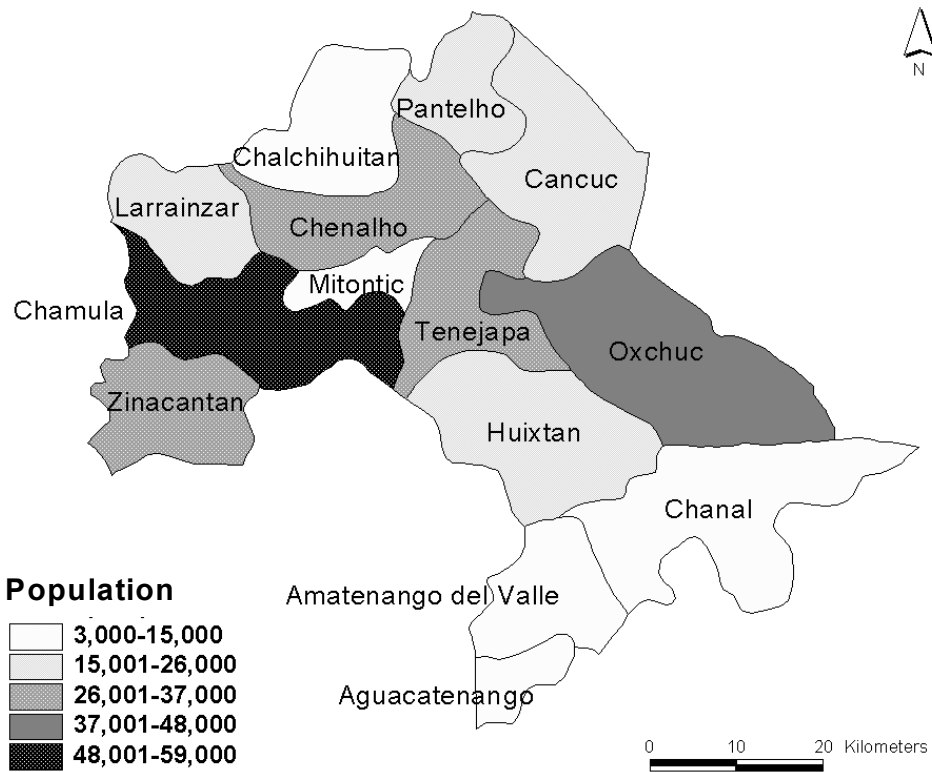 N
Pantelho
Chalchihuitan
Cancuc
Larrainzar
Chenalho
Mitontic
Chamula
Tenejapa
Oxchuc
Zinacantan
Huixtan
Chanal
Amatenango del Valle
Aguacatenango
Population
3,000-15,000
15,001-26,000
26,001-37,000
37,001-48,000
48,001-59,000
0 10 20 Kilometers